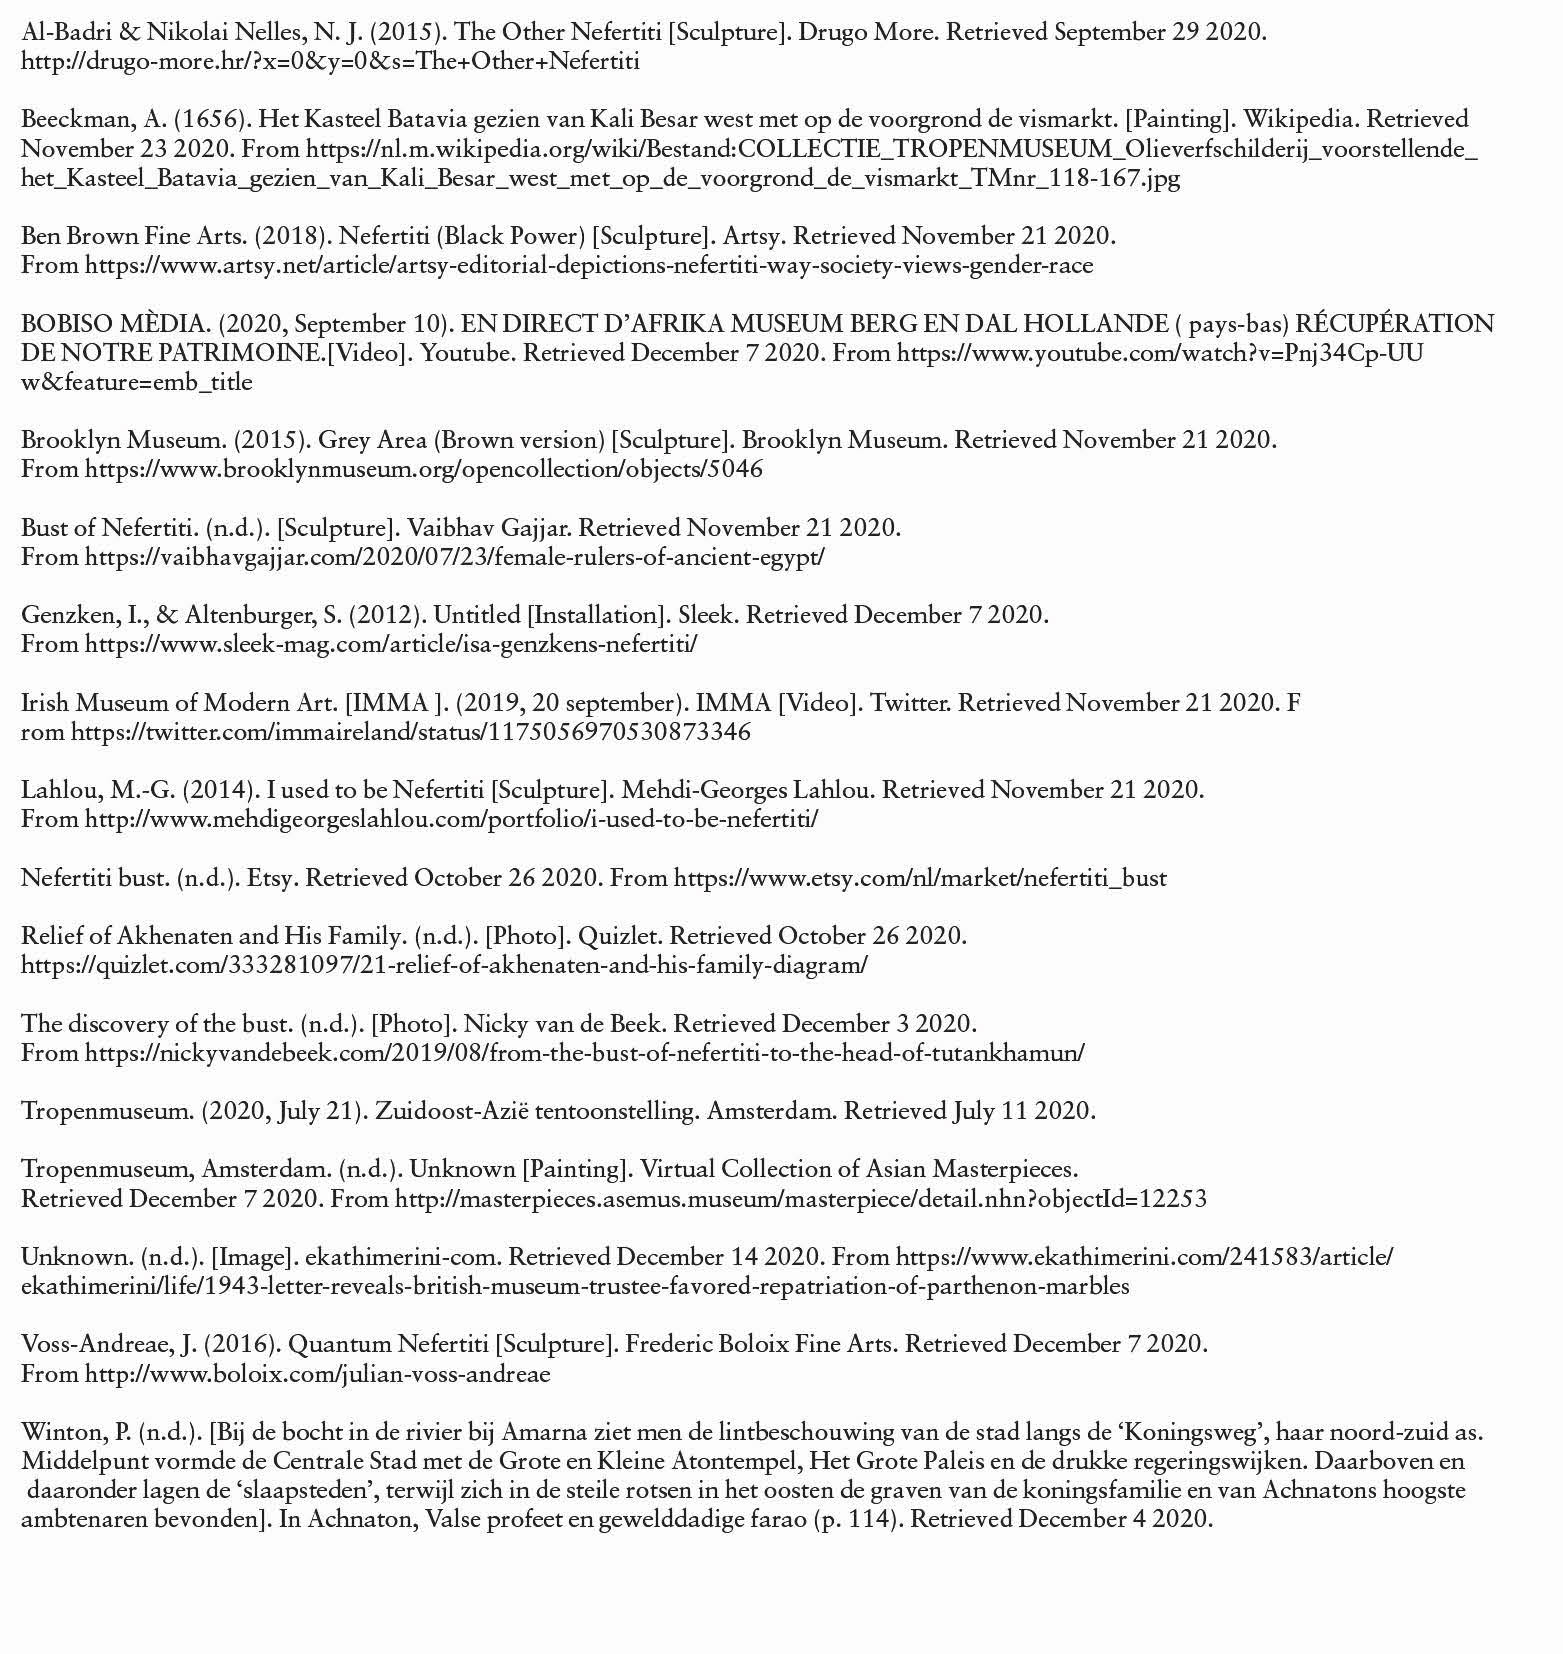 Al-Badri & Nikolai Nelles, N. J. (2015). The Other Nefertiti [Sculpture]. Drugo More. Retrieved September 29 2020.
http://drugo-more.hr/?x=0&y=0&s=The+Other+Nefertiti
Beeckman, A. (1656). Het Kasteel Batavia gezien van Kali Besar west met op de voorgrond de vismarkt. [Painting]. Wikipedia. Retrieved
November 23 2020. From https://nl.m.wikipedia.org/wiki/Bestand:COLLECTIE_TROPENMUSEUM_Olieverfschilderij_voorstellende_
het_Kasteel_Batavia_gezien_van_Kali_Besar_west_met_op_de_voorgrond_de_vismarkt_TMnr_118-167.jpg
Ben Brown Fine Arts. (2018). Nefertiti (Black Power) [Sculpture]. Artsy. Retrieved November 21 2020.
From https://www.artsy.net/article/artsy-editorial-depictions-nefertiti-way-society-views-gender-race
BOBISO MÈDIA. (2020, September 10). EN DIRECT D’AFRIKA MUSEUM BERG EN DAL HOLLANDE ( pays-bas) RÉCUPÉRATION
DE NOTRE PATRIMOINE.[Video]. Youtube. Retrieved December 7 2020. From https://www.youtube.com/watch?v=Pnj34Cp-UU
w&feature=emb_title
Brooklyn Museum. (2015). Grey Area (Brown version) [Sculpture]. Brooklyn Museum. Retrieved November 21 2020.
From https://www.brooklynmuseum.org/opencollection/objects/5046
Bust of Nefertiti. (n.d.). [Sculpture]. Vaibhav Gajjar. Retrieved November 21 2020.
From https://vaibhavgajjar.com/2020/07/23/female-rulers-of-ancient-egypt/
Genzken, I., & Altenburger, S. (2012). Untitled [Installation]. Sleek. Retrieved December 7 2020.
From https://www.sleek-mag.com/article/isa-genzkens-nefertiti/
Irish Museum of Modern Art. [IMMA ]. (2019, 20 september). IMMA [Video]. Twitter. Retrieved November 21 2020. F
rom https://twitter.com/immaireland/status/1175056970530873346
Lahlou, M.-G. (2014). I used to be Nefertiti [Sculpture]. Mehdi-Georges Lahlou. Retrieved November 21 2020.
From http://www.mehdigeorgeslahlou.com/portfolio/i-used-to-be-nefertiti/
Nefertiti bust. (n.d.). Etsy. Retrieved October 26 2020. From https://www.etsy.com/nl/market/nefertiti_bust
Relief of Akhenaten and His Family. (n.d.). [Photo]. Quizlet. Retrieved October 26 2020.
https://quizlet.com/333281097/21-relief-of-akhenaten-and-his-family-diagram/
The discovery of the bust. (n.d.). [Photo]. Nicky van de Beek. Retrieved December 3 2020.
From https://nickyvandebeek.com/2019/08/from-the-bust-of-nefertiti-to-the-head-of-tutankhamun/
Tropenmuseum. (2020, July 21). Zuidoost-Azië tentoonstelling. Amsterdam. Retrieved July 11 2020.
Tropenmuseum, Amsterdam. (n.d.). Unknown [Painting]. Virtual Collection of Asian Masterpieces.
Retrieved December 7 2020. From http://masterpieces.asemus.museum/masterpiece/detail.nhn?objectId=12253
Unknown. (n.d.). [Image]. ekathimerini-com. Retrieved December 14 2020. From https://www.ekathimerini.com/241583/article/
ekathimerini/life/1943-letter-reveals-british-museum-trustee-favored-repatriation-of-parthenon-marbles
Voss-Andreae, J. (2016). Quantum Nefertiti [Sculpture]. Frederic Boloix Fine Arts. Retrieved December 7 2020.
From http://www.boloix.com/julian-voss-andreae
Winton, P. (n.d.). [Bij de bocht in de rivier bij Amarna ziet men de lintbeschouwing van de stad langs de ‘Koningsweg’, haar noord-zuid as.
Middelpunt vormde de Centrale Stad met de Grote en Kleine Atontempel, Het Grote Paleis en de drukke regeringswijken. Daarboven en
daaronder lagen de ‘slaapsteden’, terwijl zich in de steile rotsen in het oosten de graven van de koningsfamilie en van Achnatons hoogste
ambtenaren bevonden]. In Achnaton, Valse profeet en gewelddadige farao (p. 114). Retrieved December 4 2020.